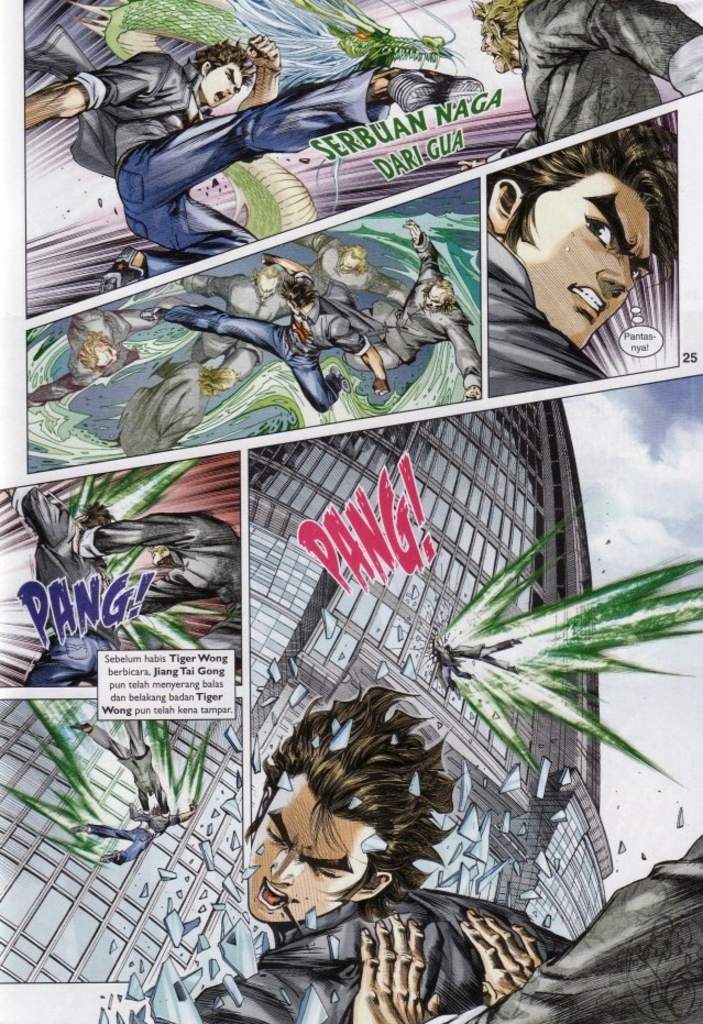 SERBUAN NAGA
DARI GUA
Pantas-
nya!
25
PANG!
PANG!
Sebelum habis Tiger Wong
berbicara, Jiang Tai Gong
pun telah menyerang balas
dan belakang badan Tiger
Wong pun telah kena tampar.